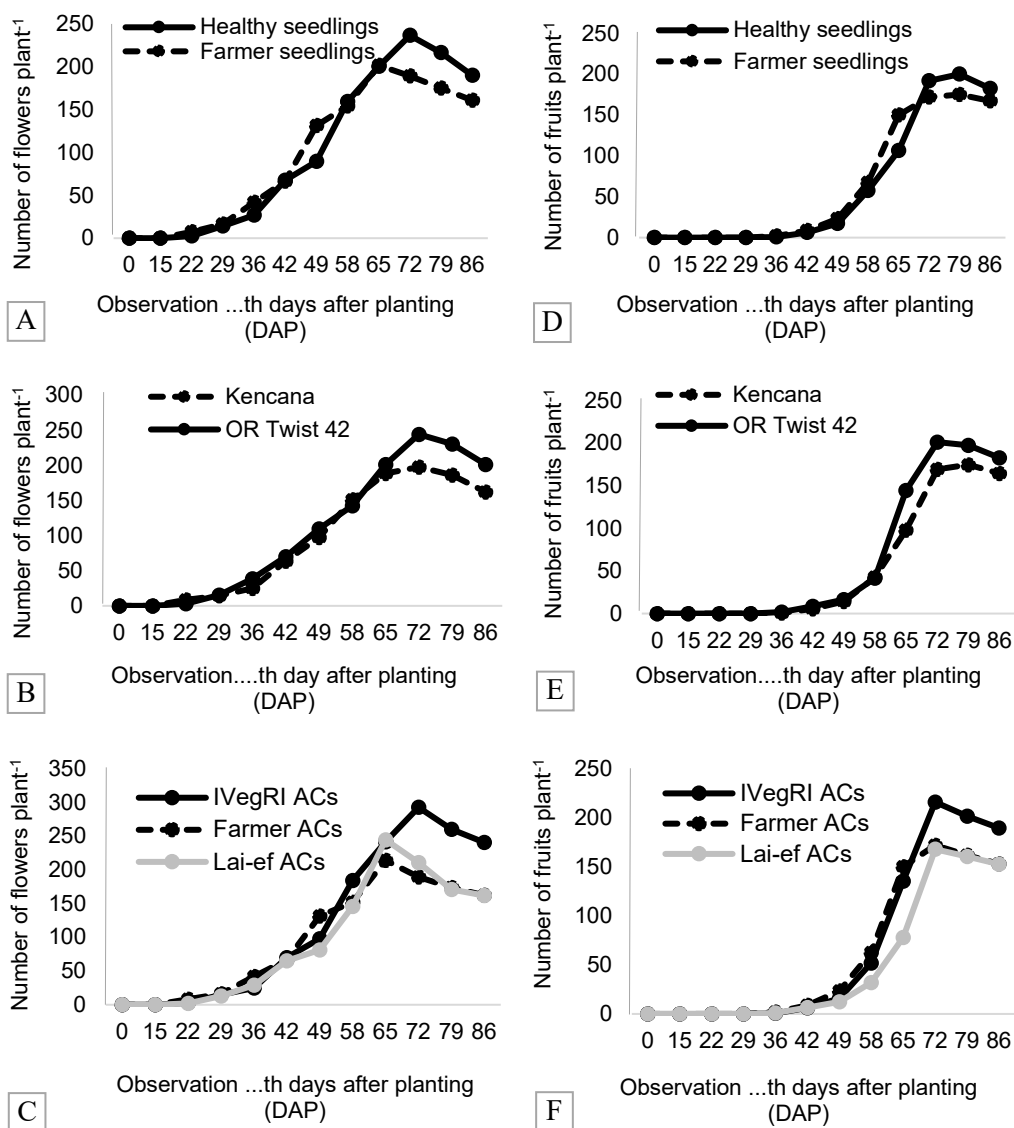 Number of flowers plant-1
250
200
150
100
50
0
Healthy seedlings
Farmer seedlings
0 15 22 29 36 42 49 58 65 72 79 86
Observation ...th days after planting
(DAP)
A
Number of fruits plant-1
250
200
150
100
50
0
Healthy seedlings
Farmer seedlings
0 15 22 29 36 42 49 58 65 72 79 86
Observation ...th days after planting
(DAP)
D
Number of flowers plant-1
300
250
200
150
100
50
0
Kencana
OR Twist 42
0 15 22 29 36 42 49 58 65 72 79 86
Observation....th day after planting
(DAP)
B
Number of fruits plant-1
250
200
150
100
50
0
Kencana
OR Twist 42
0 15 22 29 36 42 49 58 65 72 79 86
Observation....th day after planting
(DAP)
E
Number of flowers plant-1
350
300
250
200
150
100
50
0
IVegRI ACs
Farmer ACs
Lai-ef ACs
0 15 22 29 36 42 49 58 65 72 79 86
Observation ...th days after planting
(DAP)
C
Number of fruits plant-1
250
200
150
100
50
0
IVegRI ACs
Farmer ACs
Lai-ef ACs
0 15 22 29 36 42 49 58 65 72 79 86
Observation ...th days after planting
(DAP)
F